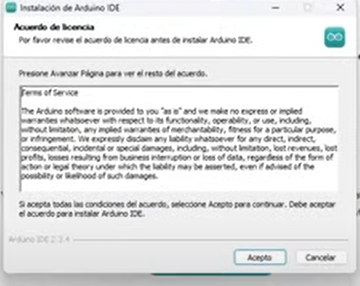 Instalación de Arduino IDE
Acuerdo de licencia
Por favor revise el acuerdo de licencia antes de instalar Arduino IDE.
Presione Avanzar Página para ver el resto del acuerdo.
Terms of Service
The Arduino software is provided to you "as is" and we make no express or implied
warranties whatsoever with respect to its functionality, operability, or use, including,
without limitation, any implied warranties of merchantability, fitness for a particular purpose,
or infringement. We expressly disclaim any liability whatsoever for any direct, indirect,
consequential, incidental or special damages, including, without limitation, lost revenues, lost
profits, losses resulting from business interruption or loss of data, regardless of the form of
action or legal theory under which the liability may be asserted, even if advised of the
possibility or likelihood of such damages.
Si acepta todas las condiciones del acuerdo, seleccione Acepto para continuar. Debe aceptar
el acuerdo para instalar Arduino IDE.
Arduino IDE 2.3.4
Acepto
Cancelar